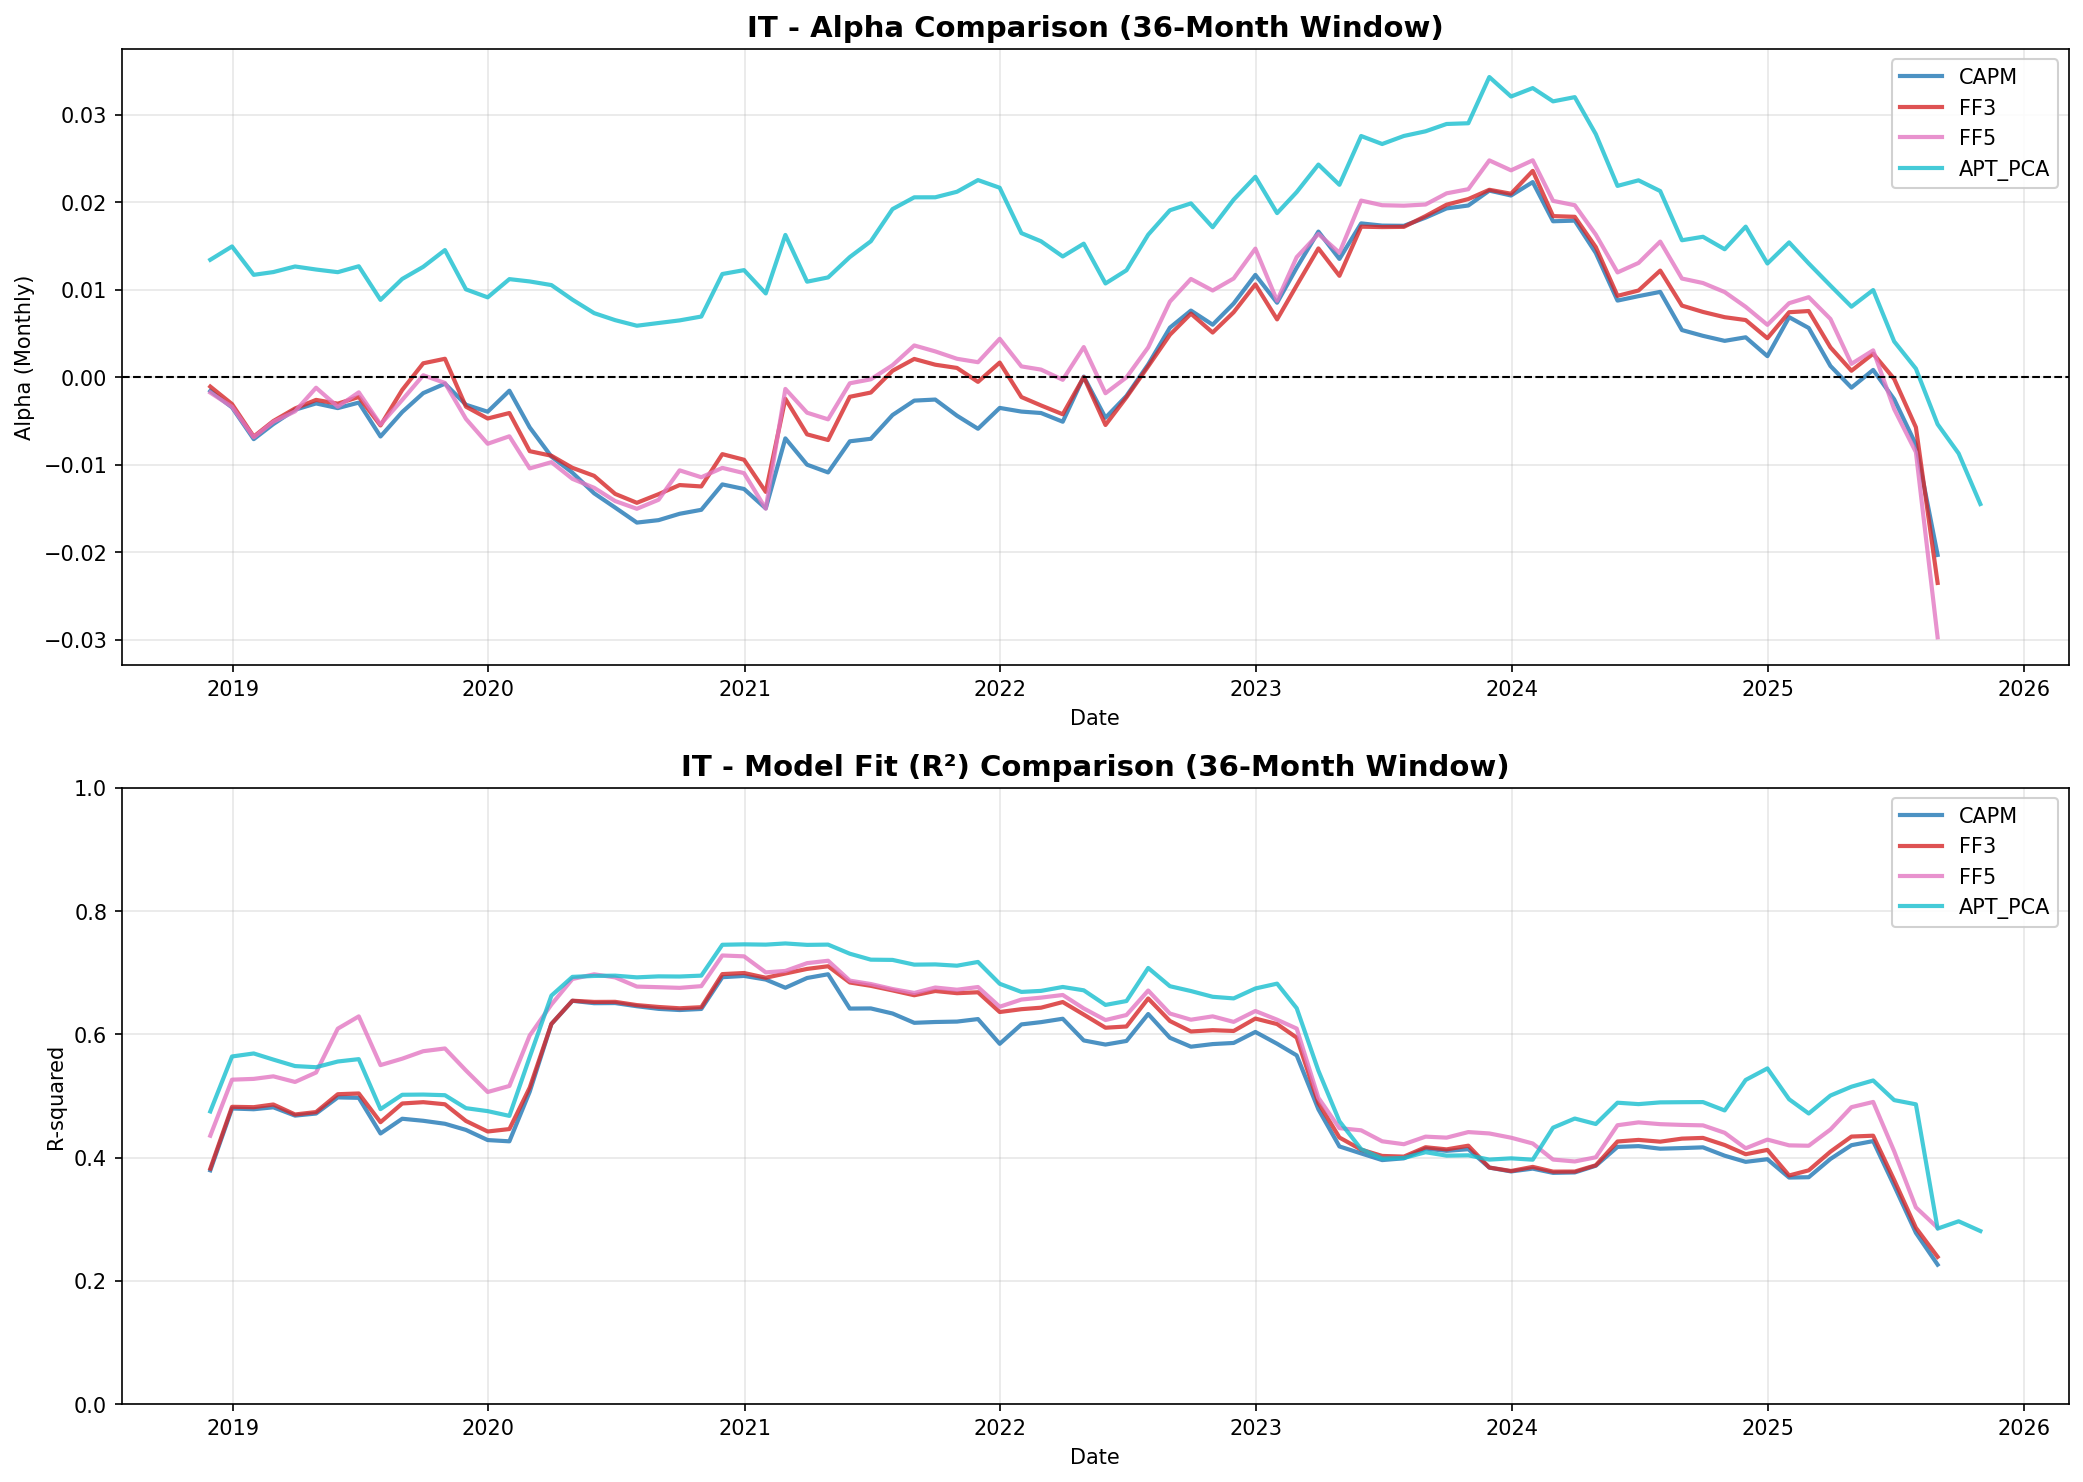 IT - Alpha Comparison (36-Month Window)
Alpha (Monthly)
0.03
0.02
0.01
0.00
−0.01
−0.02
−0.03
CAPM
FF3
FF5
APT_PCA
2019 2020 2021 2022 2023 2024 2025 2026
Date
IT - Model Fit (R²) Comparison (36-Month Window)
R-squared
1.0
0.8
0.6
0.4
0.2
0.0
CAPM
FF3
FF5
APT_PCA
2019 2020 2021 2022 2023 2024 2025 2026
Date